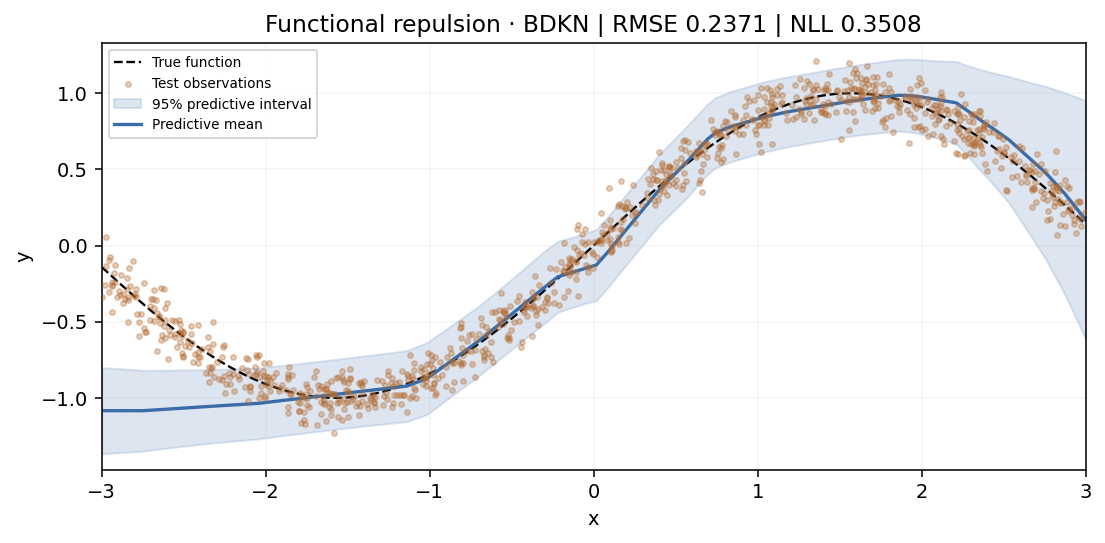 Functional repulsion · BDKN | RMSE 0.2371 | NLL 0.3508
True function
Test observations
95% predictive interval
Predictive mean
1.0
0.5
0.0
−0.5
−1.0
y
−3
−2
−1
0
1
2
3
x